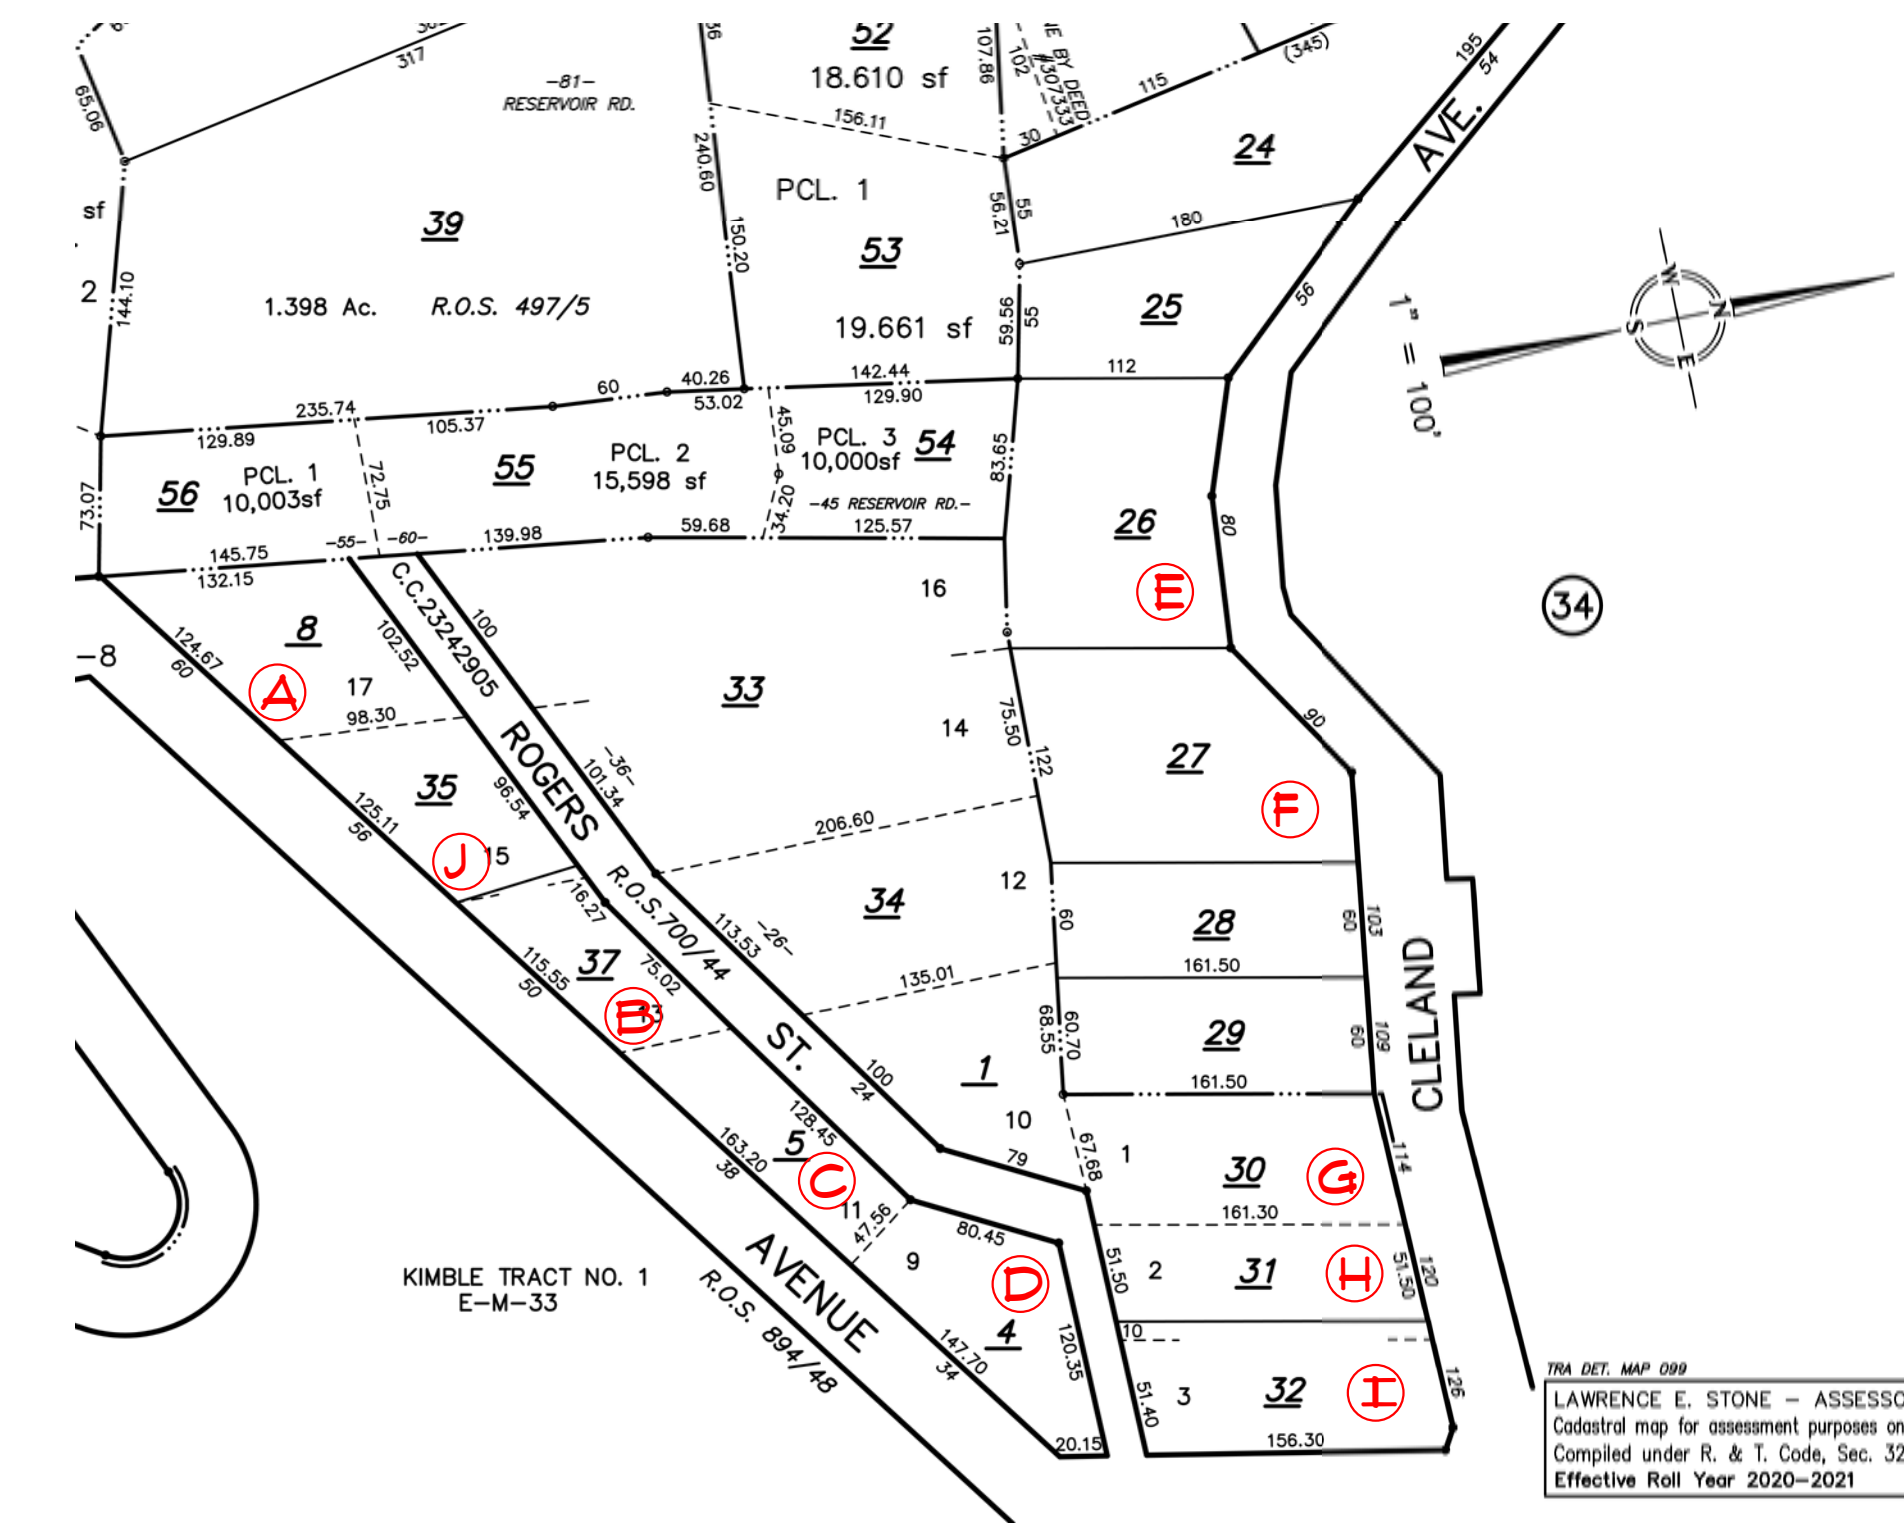 317
65.06
-81-
RESERVOIR RD.
52
18.610 sf
156.11
107.86
102
NE BY DEED
#307333
30
115
(345)
195
54
AVE.
24
240.60
150.20
PCL. 1
53
19.661 sf
56.21
55
180
sf
39
2
144.10
1.398 Ac.
R.O.S. 497/5
59.56
55
25
56
W
N
S
E
1" = 100'
235.74
60
40.26
142.44
112
129.89
105.37
53.02
129.90
73.07
56
PCL. 1
10,003sf
72.75
55
PCL. 2
15,598 sf
45.09
34.20
PCL. 3
10,000sf
54
-45 RESERVOIR RD.-
83.65
26
80
E
145.75
-55-
-60-
139.98
59.68
125.57
132.15
C.C.23242905
100
16
34
-8
124.67
60
8
102.52
A
17
98.30
33
14
75.50
122
90
27
ROGERS
-36-
101.34
35
96.54
125.11
56
J
15
206.60
F
16.27
R.O.S.700/44
34
12
60
28
60
103
161.50
113.53
-26-
135.01
37
75.02
115.55
50
B
13
ST.
68.55
60.70
29
60
109
161.50
CLELAND
1
100
24
10
5
128.45
163.20
38
C
11
79
67.68
1
30
G
114
161.30
47.56
80.45
9
D
51.50
2
31
H
51.50
120
KIMBLE TRACT NO. 1
E-M-33
AVENUE
R.O.S. 894/48
4
120.35
147.70
34
10
51.40
3
32
I
126
20.15
156.30
TRA DET. MAP 099
LAWRENCE E. STONE - ASSESSO
Cadastral map for assessment purposes on
Compiled under R. & T. Code, Sec. 32
Effective Roll Year 2020-2021